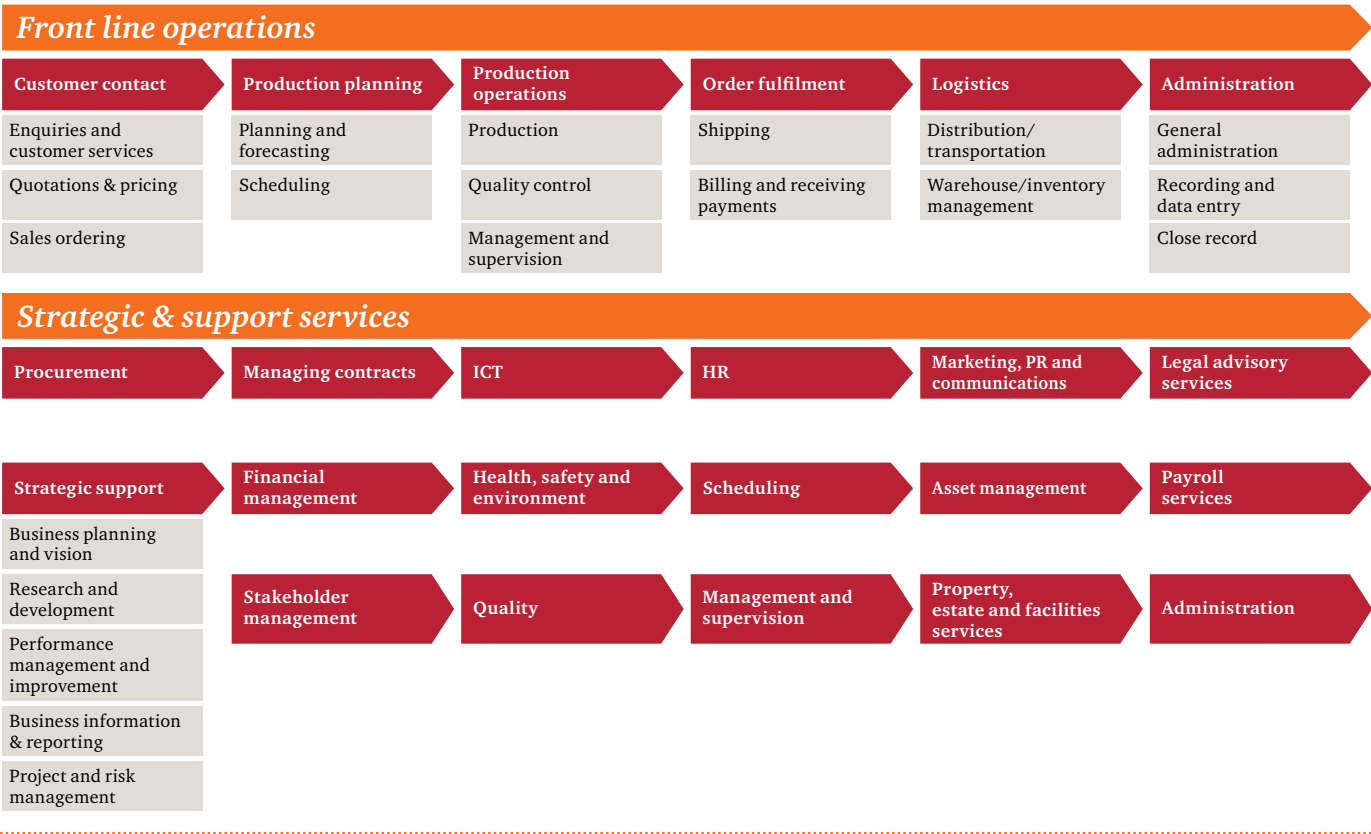 Front line operations
Customer contact
Enquiries and
customer services
Quotations & pricing
Sales ordering
Production planning
Planning and
forecasting
Scheduling
Production
operations
Production
Quality control
Management and
supervision
Order fulfilment
Shipping
Billing and receiving
payments
Logistics
Distribution/
transportation
Warehouse/inventory
management
Administration
General
administration
Recording and
data entry
Close record
Strategic & support services
Procurement
Managing contracts
ICT
HR
Marketing, PR and
communications
Legal advisory
services
Strategic support
Business planning
and vision
Research and
development
Performance
management and
improvement
Business information
& reporting
Project and risk
management
Financial
management
Health, safety and
environment
Scheduling
Asset management
Payroll
services
Stakeholder
management
Quality
Management and
supervision
Property,
estate and facilities
services
Administration